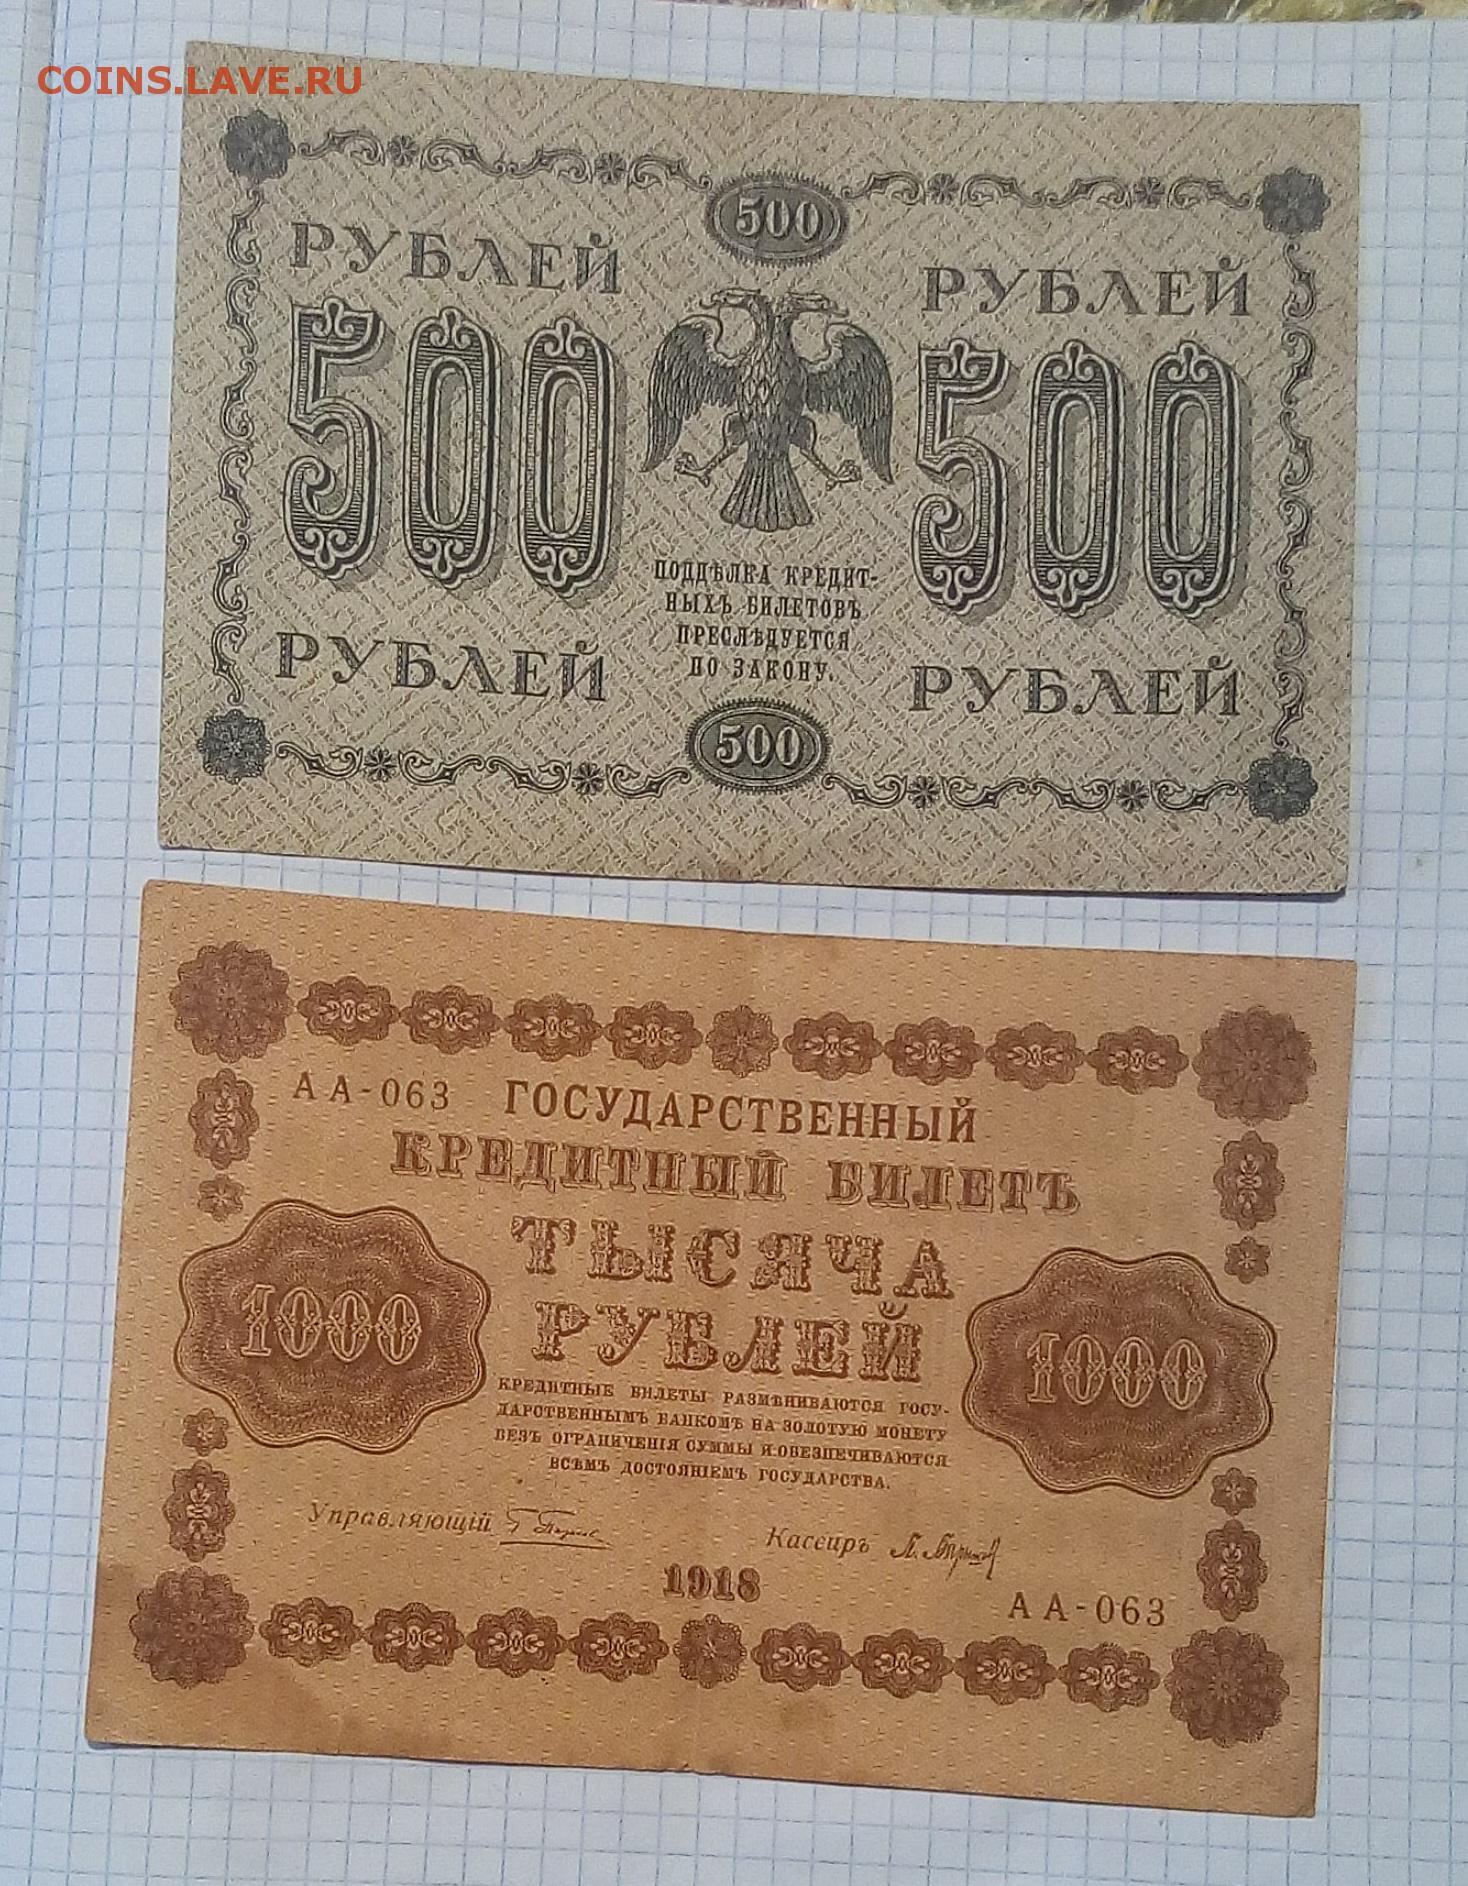 COINS.LAVE.RU
500
РУБЛЕЙ
РУБЛЕЙ
500
500
ПОДДѢЛКА КРЕДИТ-
НЫХЪ БИЛЕТОВЪ
ПРЕСЛѢДУЕТСЯ
ПО ЗАКОНУ.
РУБЛЕЙ
РУБЛЕЙ
500
АА-063
ГОСУДАРСТВЕННЫЙ
КРЕДИТНЫЙ БИЛЕТЪ
ТЫСЯЧА
РУБЛЕЙ
1000
1000
КРЕДИТНЫЕ БИЛЕТЫ РАЗМѢНИВАЮТСЯ ГОСУ-
ДАРСТВЕННЫМЪ БАНКОМЪ НА ЗОЛОТУЮ МОНЕТУ
БЕЗЪ ОГРАНИЧЕНІЯ СУММЫ И ОБЕЗПЕЧИВАЮТСЯ
ВСѢМЪ ДОСТОЯНІЕМЪ ГОСУДАРСТВА.
Управляющій
Кассиръ
1918
АА-063